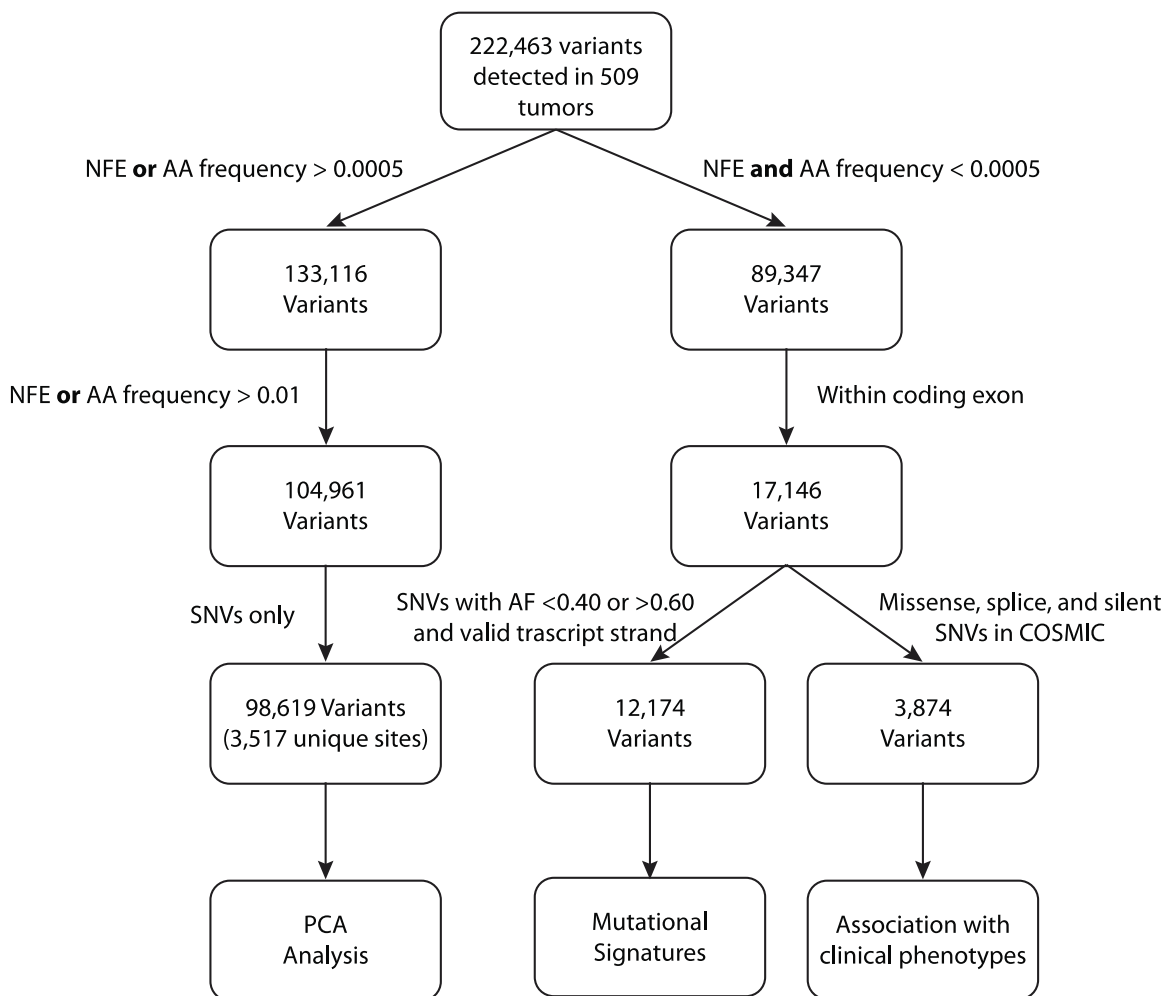 222,463 variants
detected in 509
tumors
NFE or AA frequency > 0.0005
NFE and AA frequency < 0.0005
133,116
Variants
89,347
Variants
NFE or AA frequency > 0.01
Within coding exon
104,961
Variants
17,146
Variants
SNVs only
SNVs with AF <0.40 or >0.60
and valid trascript strand
Missense, splice, and silent
SNVs in COSMIC
98,619 Variants
(3,517 unique sites)
12,174
Variants
3,874
Variants
PCA
Analysis
Mutational
Signatures
Association with
clinical phenotypes